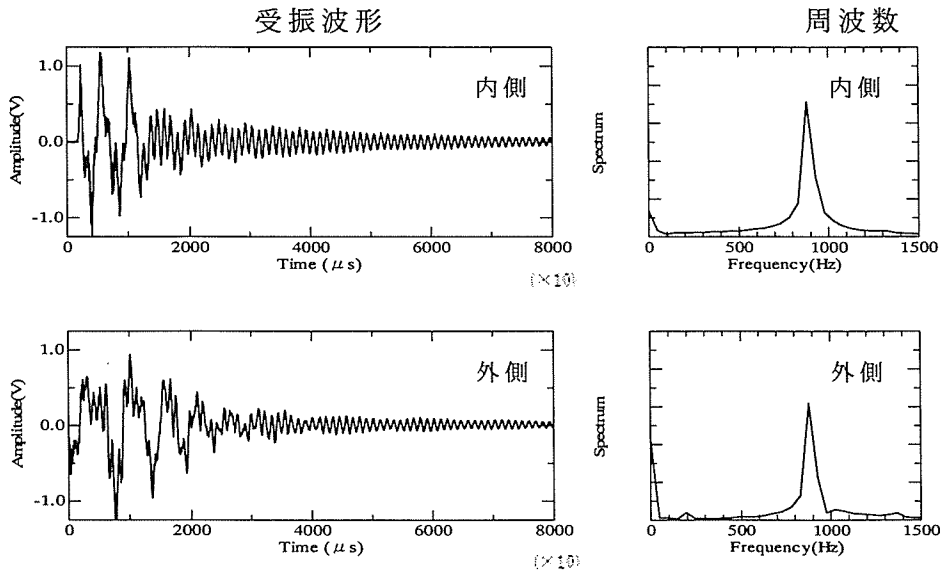 受振波形
周波数
Amplitude(V)
1.0
0.0
-1.0
内側
0 2000 4000 6000 8000
Time (μs)
(×10)
Spectrum
内側
0 500 1000 1500
Frequency(Hz)
Amplitude(V)
1.0
0.0
-1.0
外側
0 2000 4000 6000 8000
Time (μs)
(×10)
Spectrum
外側
0 500 1000 1500
Frequency(Hz)